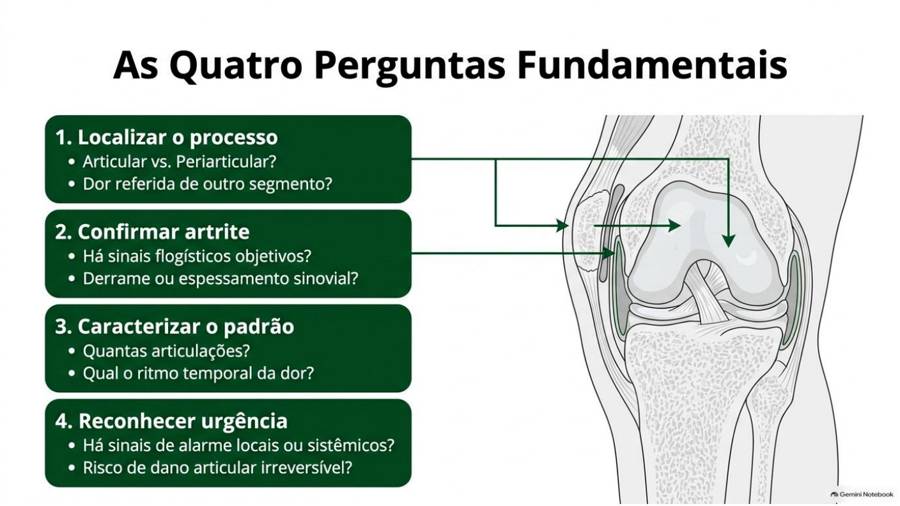 As Quatro Perguntas Fundamentais
1. Localizar o processo
• Articular vs. Periarticular?
• Dor referida de outro segmento?
2. Confirmar artrite
• Há sinais flogísticos objetivos?
• Derrame ou espessamento sinovial?
3. Caracterizar o padrão
• Quantas articulações?
• Qual o ritmo temporal da dor?
4. Reconhecer urgência
• Há sinais de alarme locais ou sistêmicos?
• Risco de dano articular irreversível?
Gemini Notebook